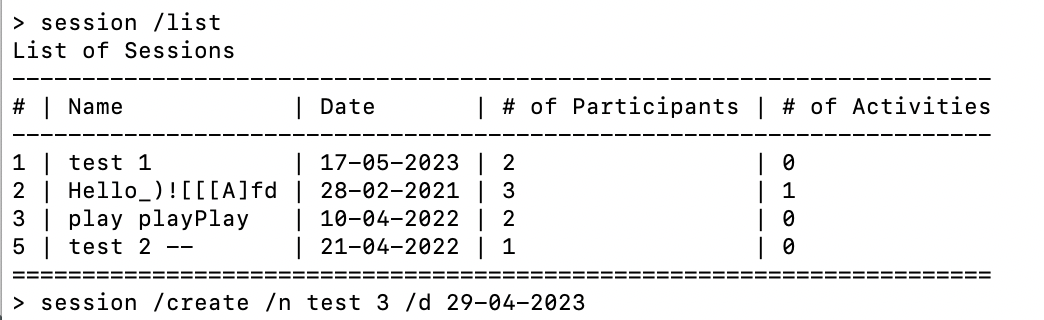 > session /list
List of Sessions
----------------------------------------------------------------------
# | Name            | Date       | # of Participants | # of Activities
----------------------------------------------------------------------
1 | test 1          | 17-05-2023 | 2                 | 0
2 | Hello_)![[[A]fd | 28-02-2021 | 3                 | 1
3 | play playPlay   | 10-04-2022 | 2                 | 0
5 | test 2 --       | 21-04-2022 | 1                 | 0
======================================================================
> session /create /n test 3 /d 29-04-2023